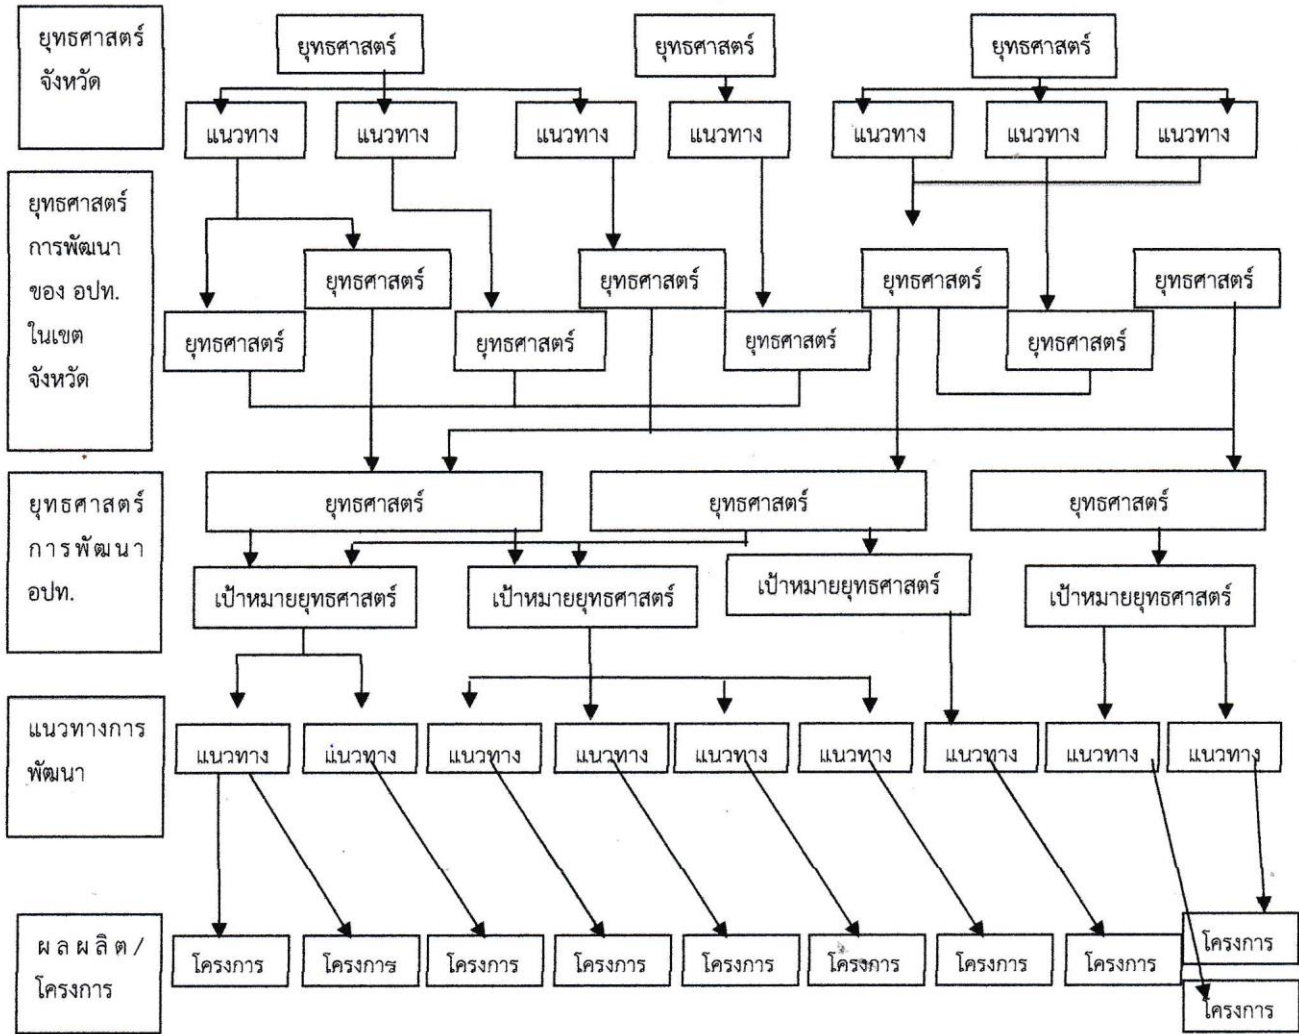 ยุทธศาสตร์
จังหวัด
ยุทธศาสตร์
ยุทธศาสตร์
ยุทธศาสตร์
แนวทาง
แนวทาง
แนวทาง
แนวทาง
แนวทาง
แนวทาง
แนวทาง
ยุทธศาสตร์
การพัฒนา
ของ อปท.
ในเขต
จังหวัด
ยุทธศาสตร์
ยุทธศาสตร์
ยุทธศาสตร์
ยุทธศาสตร์
ยุทธศาสตร์
ยุทธศาสตร์
ยุทธศาสตร์
ยุทธศาสตร์
ยุทธศาสตร์
การพัฒนา
อปท.
ยุทธศาสตร์
ยุทธศาสตร์
ยุทธศาสตร์
เป้าหมายยุทธศาสตร์
เป้าหมายยุทธศาสตร์
เป้าหมายยุทธศาสตร์
เป้าหมายยุทธศาสตร์
แนวทางการ
พัฒนา
แนวทาง
แนวทาง
แนวทาง
แนวทาง
แนวทาง
แนวทาง
แนวทาง
แนวทาง
แนวทาง
ผลผลิต/
โครงการ
โครงการ
โครงการ
โครงการ
โครงการ
โครงการ
โครงการ
โครงการ
โครงการ
โครงการ
โครงการ